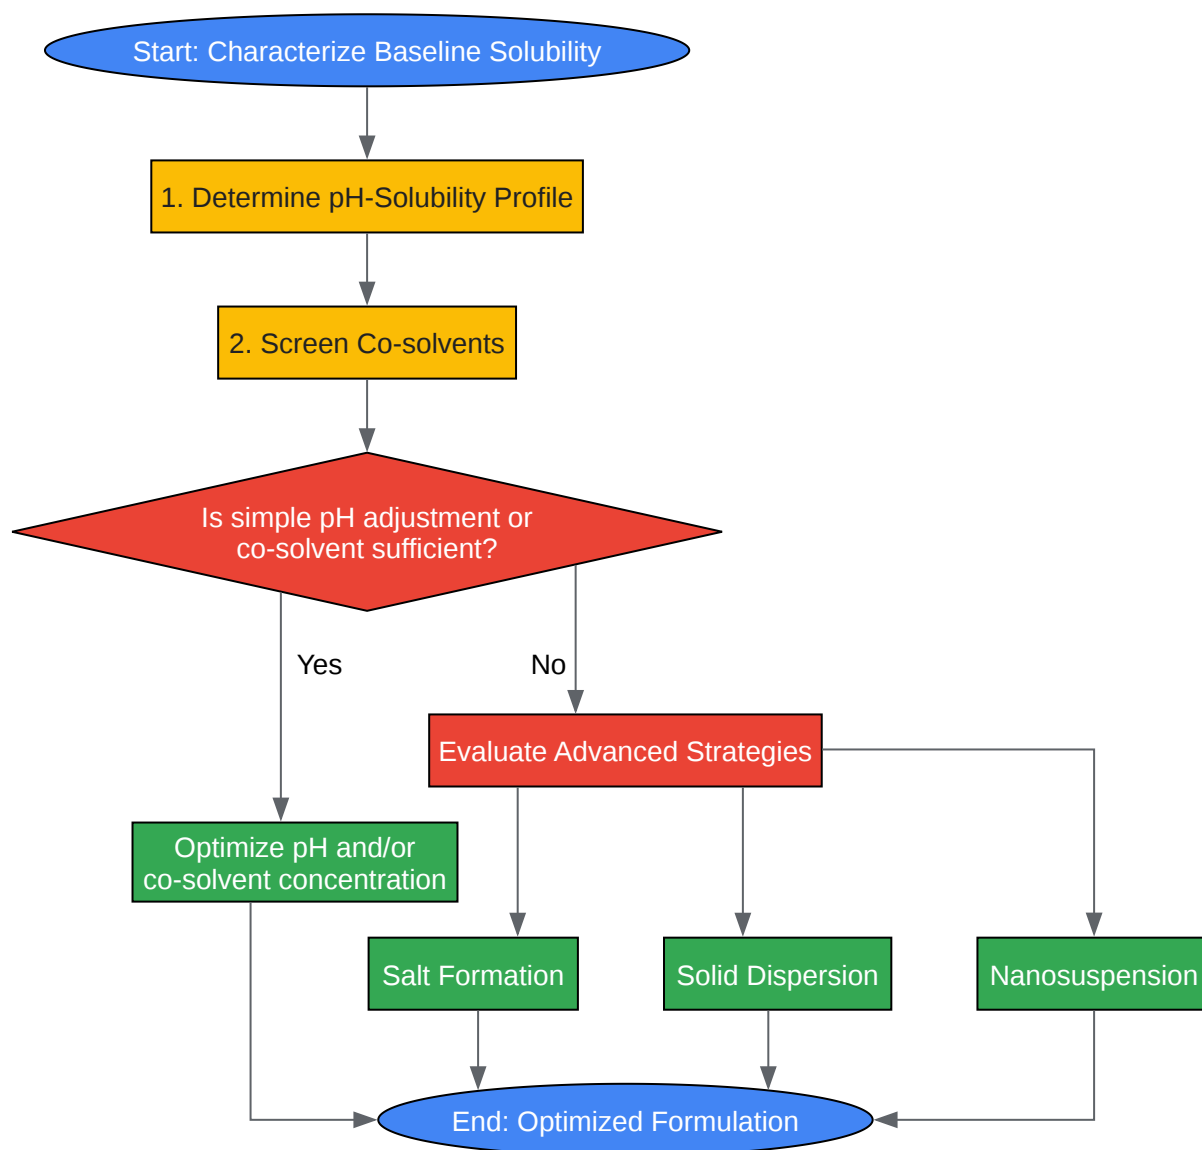 Start: Characterize Baseline Solubility
1. Determine pH-Solubility Profile
2. Screen Co-solvents
Is simple pH adjustment or
co-solvent sufficient?
Yes
No
Evaluate Advanced Strategies
Optimize pH and/or
co-solvent concentration
Salt Formation
Solid Dispersion
Nanosuspension
End: Optimized Formulation